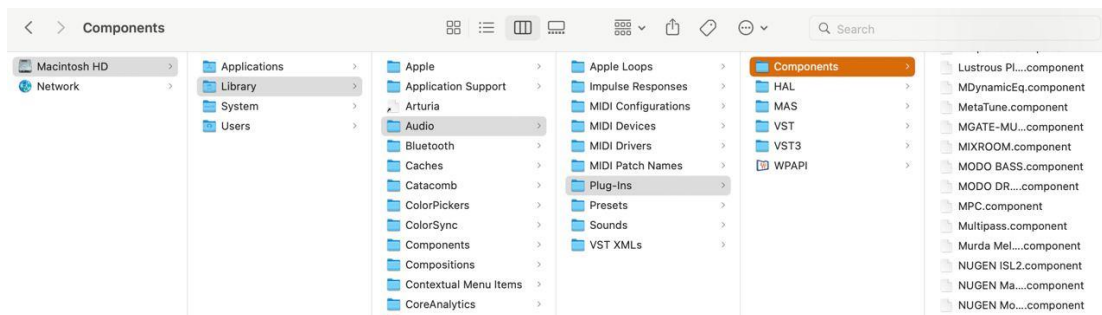 Components
Search
Macintosh HD
Network
Applications
Library
System
Users
Apple
Application Support
Arturia
Audio
Bluetooth
Caches
Catacomb
ColorPickers
ColorSync
Components
Compositions
Contextual Menu Items
CoreAnalytics
Apple Loops
Impulse Responses
MIDI Configurations
MIDI Devices
MIDI Drivers
MIDI Patch Names
Plug-Ins
Presets
Sounds
VST XMLs
Components
HAL
MAS
VST
VST3
WPAPI
Lustrous Pl....component
MDynamicEq.component
MetaTune.component
MGATE-MU...component
MIXROOM.component
MODO BASS.component
MODO DR....component
MPC.component
Multipass.component
Murda Mel....component
NUGEN ISL2.component
NUGEN Ma....component
NUGEN Mo....component